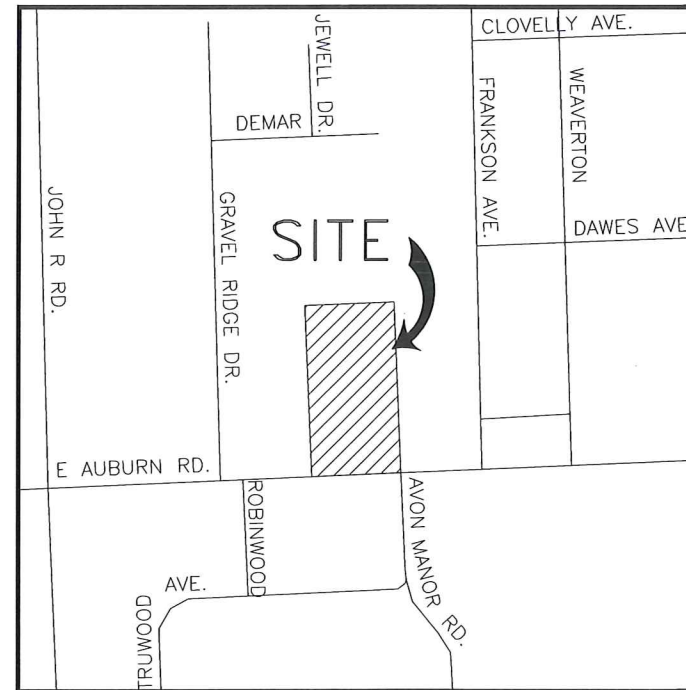 CLOVELLY AVE.
JEWELL DR.
DEMAR
FRANKSON AVE.
WEAVERTON
JOHN R RD.
GRAVEL RIDGE DR.
SITE
DAWES AVE
E AUBURN RD.
ROBINWOOD
AVON MANOR RD.
AVE.
TRUWOOD